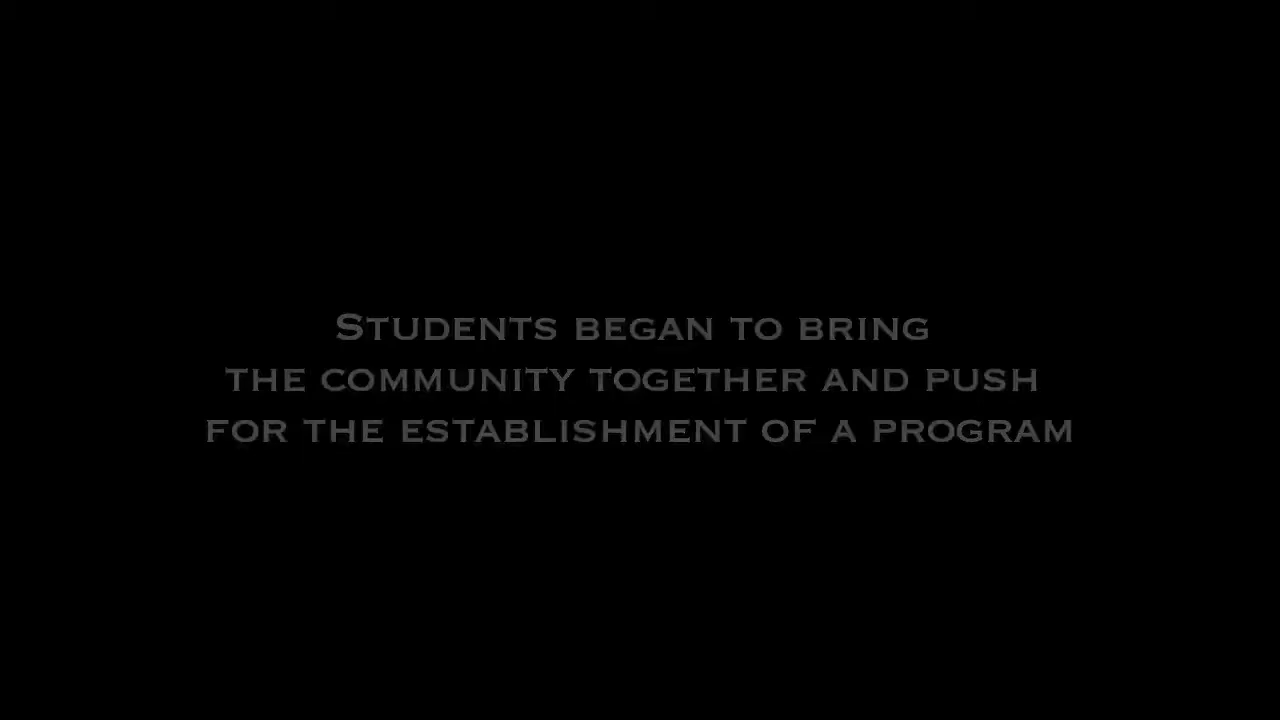 Students began to bring
the community together and push
for the establishment of a program